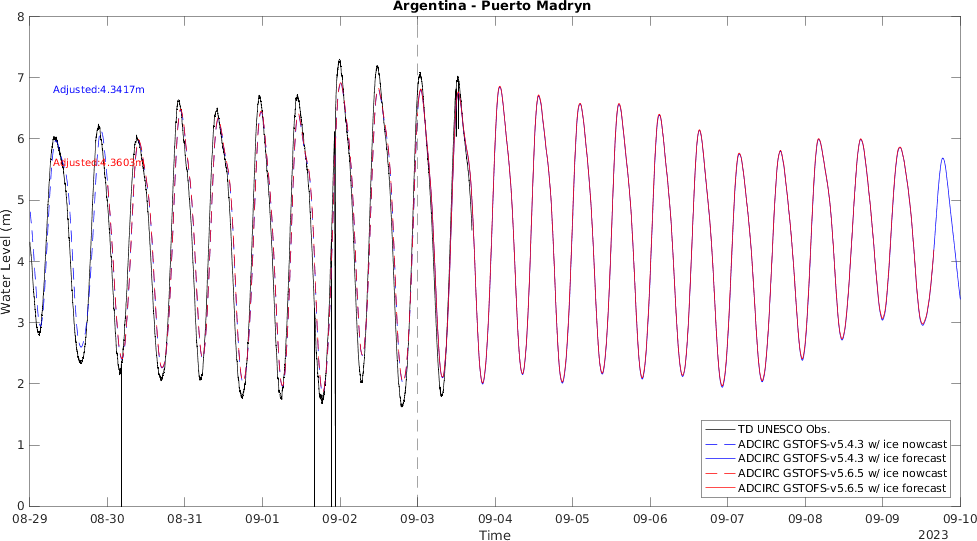 Argentina - Puerto Madryn
8
7
6
5
4
3
2
1
0
Water Level (m)
Adjusted:4.3417m
Adjusted:4.3603m
TD UNESCO Obs.
ADCIRC GSTOFS-v5.4.3 w/ ice nowcast
ADCIRC GSTOFS-v5.4.3 w/ ice forecast
ADCIRC GSTOFS-v5.6.5 w/ ice nowcast
ADCIRC GSTOFS-v5.6.5 w/ ice forecast
08-29 08-30 08-31 09-01 09-02 09-03 09-04 09-05 09-06 09-07 09-08 09-09 09-10
Time
2023